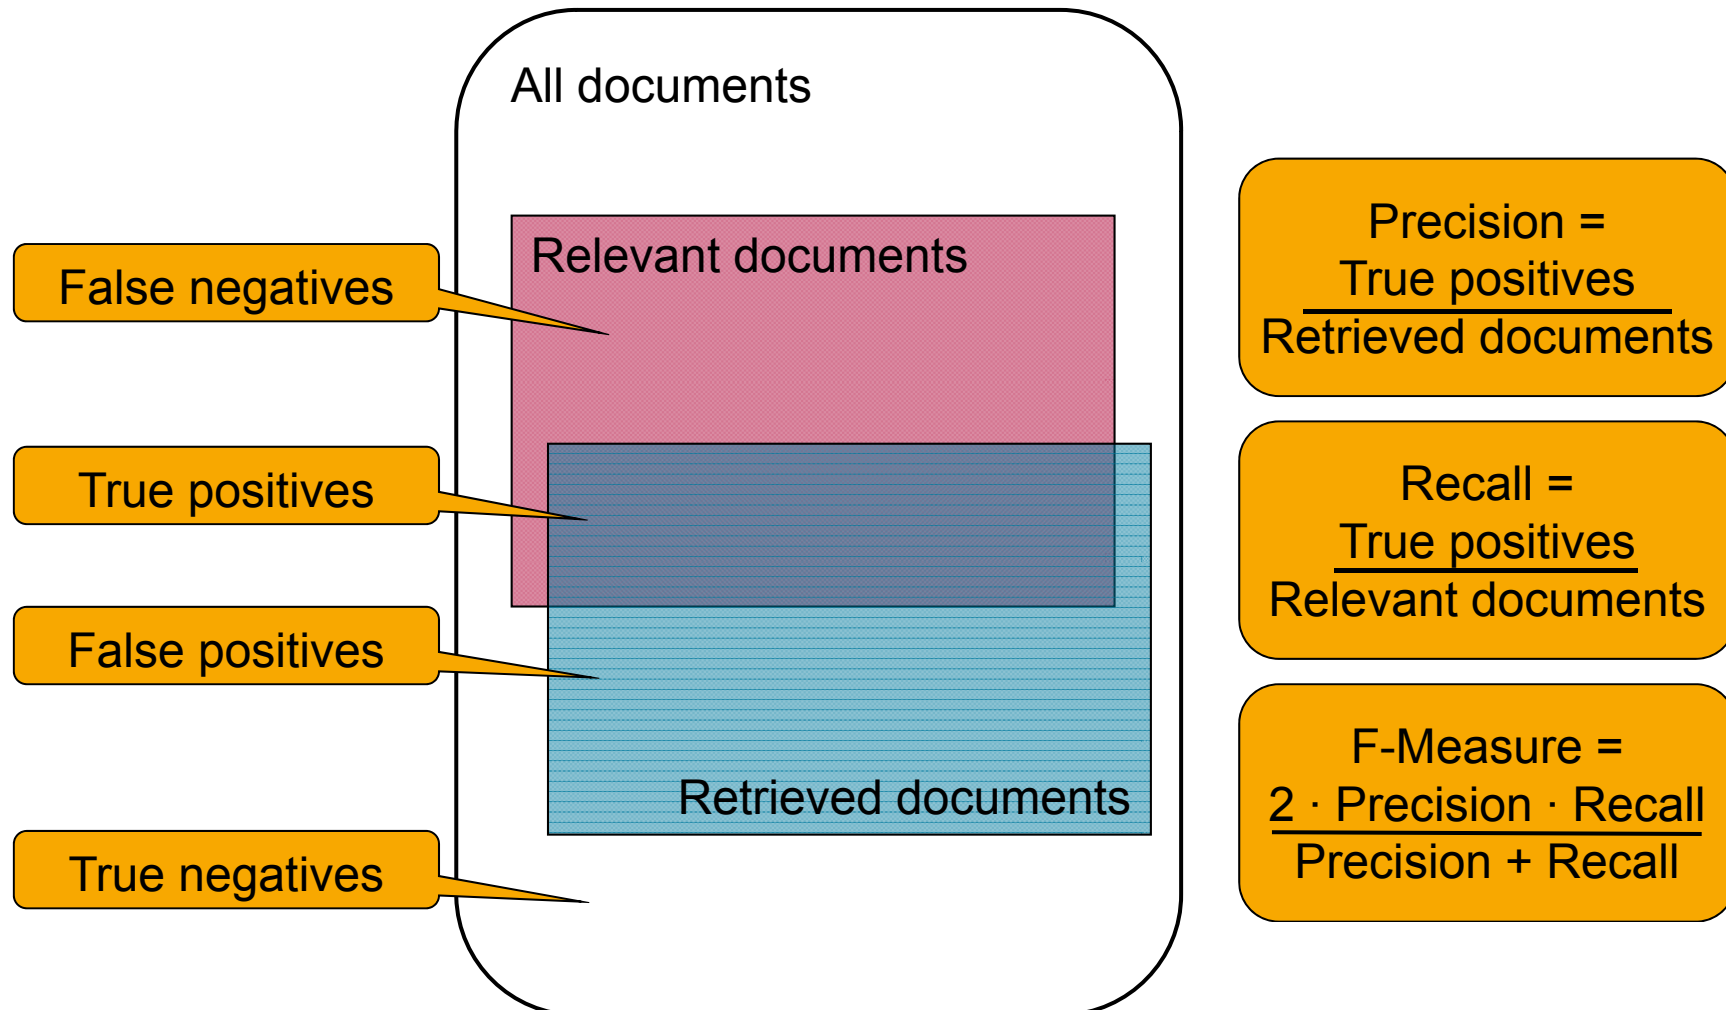 All documents
Relevant documents
Retrieved documents
False negatives
True positives
False positives
True negatives
Precision =
True positives
Retrieved documents
Recall =
True positives
Relevant documents
F-Measure =
2 · Precision · Recall
Precision + Recall